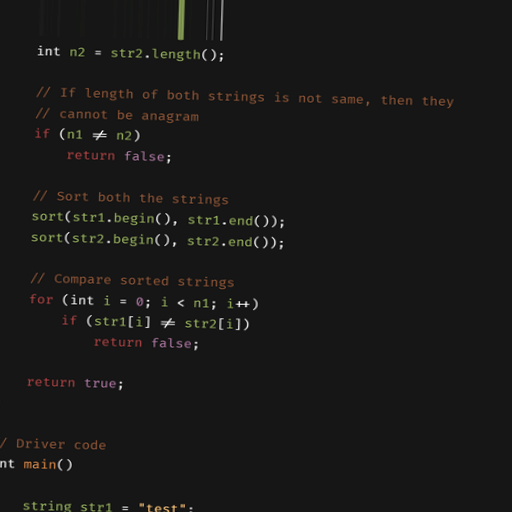 int n2 = str2.length();
// If length of both strings is not same, then they
// cannot be anagram
if (n1 ≠ n2)
return false;
// Sort both the strings
sort(str1.begin(), str1.end());
sort(str2.begin(), str2.end());
// Compare sorted strings
for (int i = 0; i < n1; i++)
if (str1[i] ≠ str2[i])
return false;
return true;
/ Driver code
nt main()
string str1 = "test";